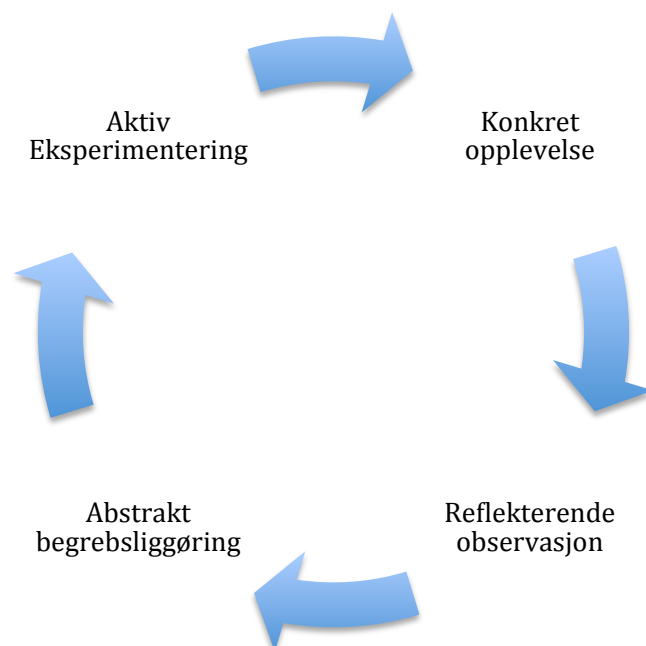 Aktiv
Eksperimentering
Konkret
opplevelse
Reflekterende
observasjon
Abstrakt
begrebsliggøring